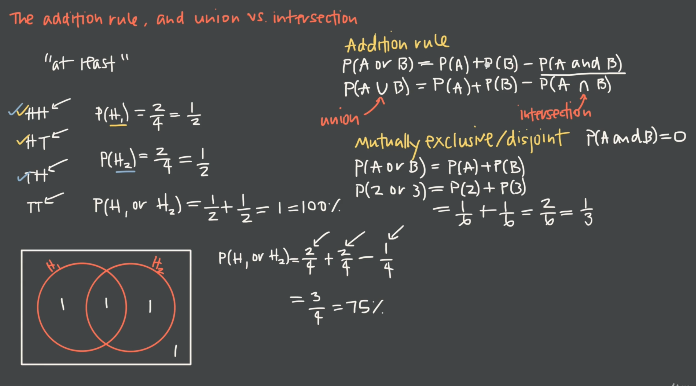 The addition rule, and union vs. intersection
"at least"
HH
HT
TH
TT
P(H₁) = 2/4 = 1/2
P(H₂) = 2/4 = 1/2
P(H, or H₂) = 1/2 + 1/2 = 1 = 100%
Addition rule
P(A or B) = P(A) + P(B) - P(A and B)
P(A ∪ B) = P(A) + P(B) - P(A ∩ B)
union
intersection
Mutually exclusive/disjoint P(A and B) = 0
P(A or B) = P(A) + P(B)
P(2 or 3) = P(2) + P(3)
= 1/6 + 1/6 = 2/6 = 1/3
P(H, or H₂) = 2/4 + 2/4 - 1/4
= 3/4 = 75%
H₁ H₂
1 1 1
1